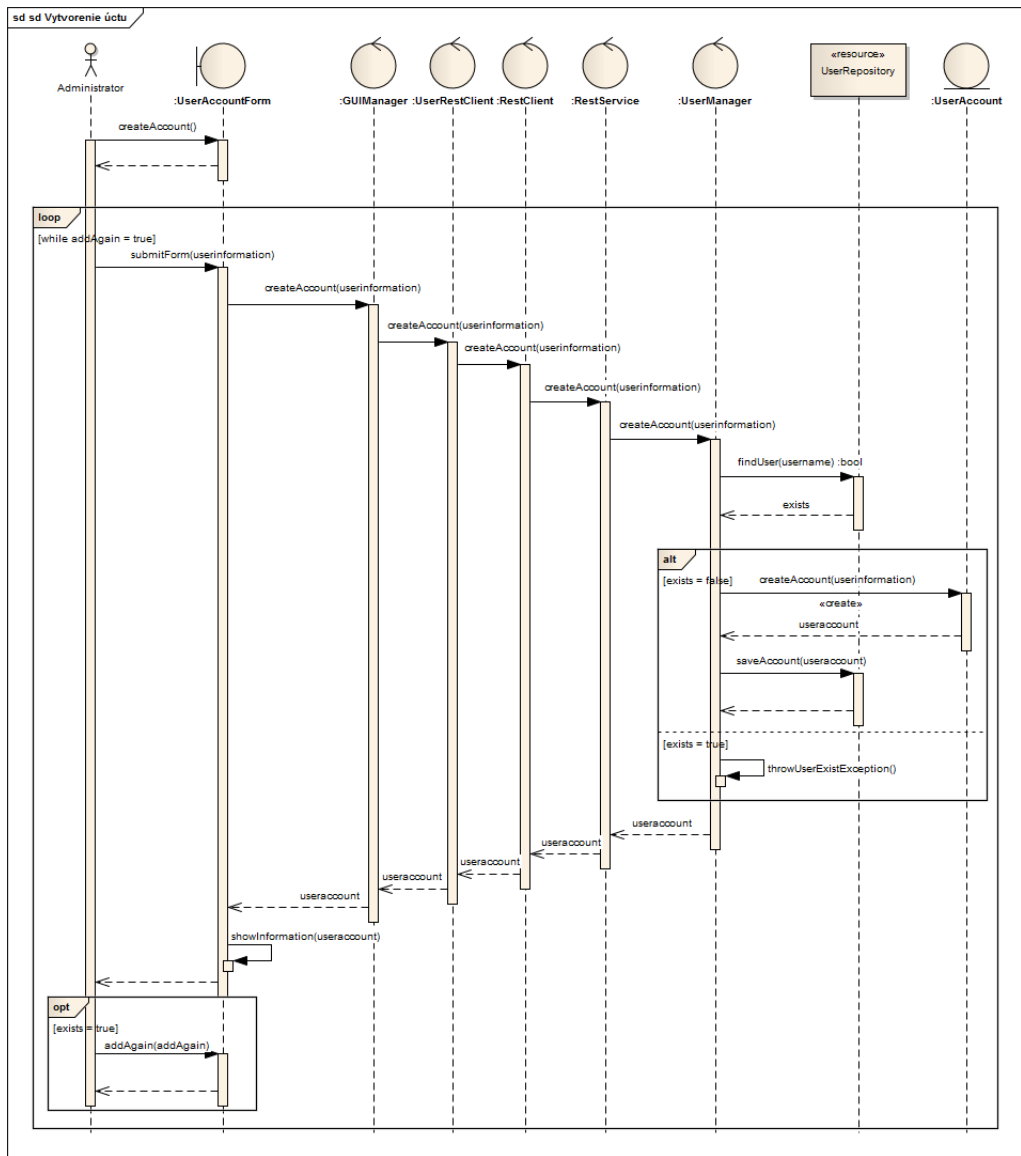 sd sd Vytvorenie úctu
Administrator
:UserAccountForm
:GUIManager
:UserRestClient
:RestClient
:RestService
:UserManager
«resource»
UserRepository
:UserAccount
createAccount()
loop
[while addAgain = true]
submitForm(userinformation)
createAccount(userinformation)
createAccount(userinformation)
createAccount(userinformation)
createAccount(userinformation)
createAccount(userinformation)
findUser(username) :bool
exists
alt
[exists = false]
createAccount(userinformation)
«create»
useraccount
saveAccount(useraccount)
[exists = true]
throwUserExistException()
useraccount
useraccount
useraccount
useraccount
useraccount
showInformation(useraccount)
opt
[exists = true]
addAgain(addAgain)